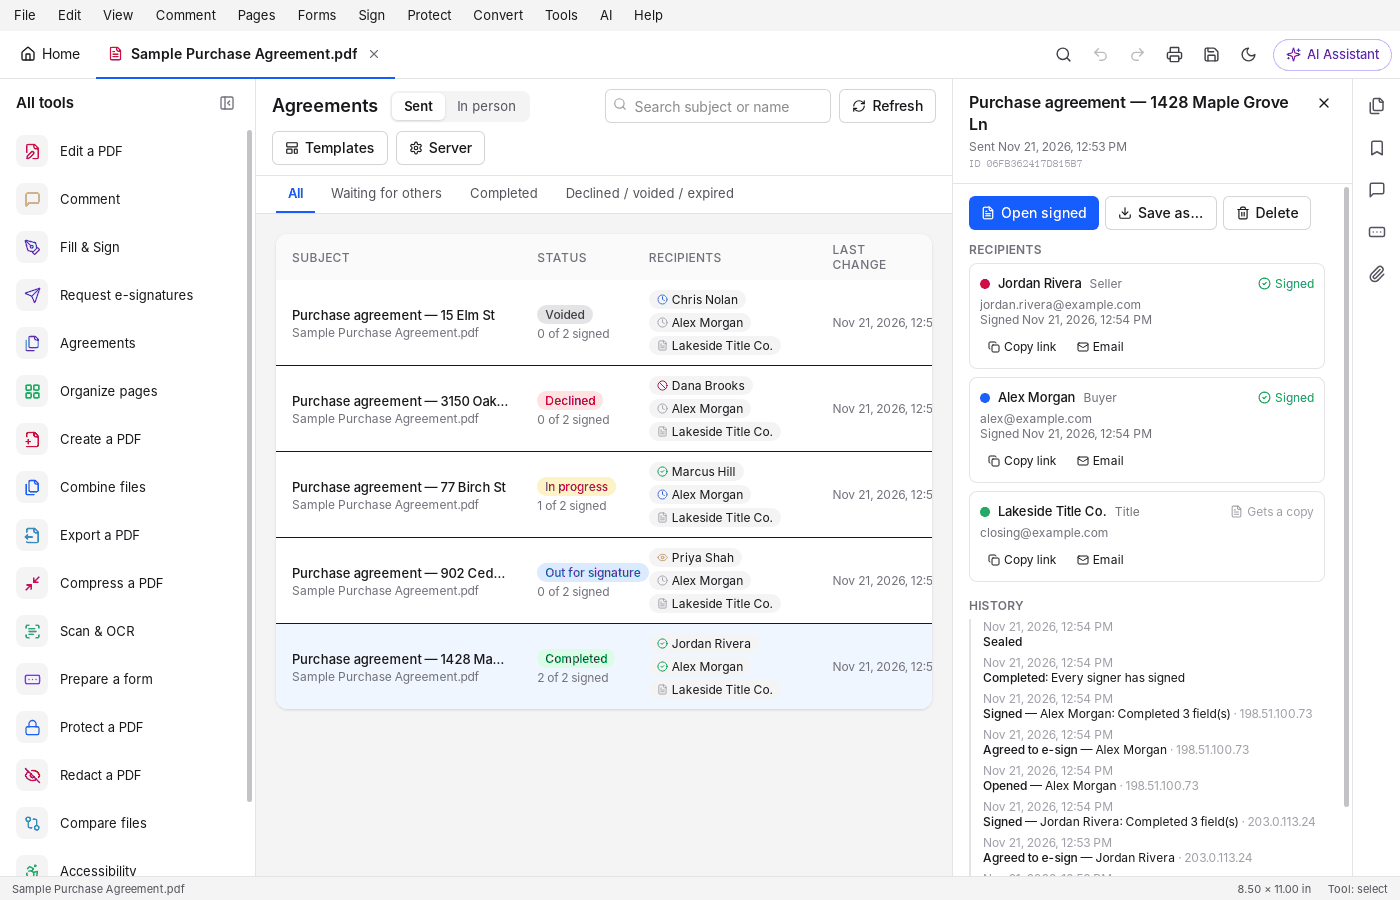 File Edit View Comment Pages Forms Sign Protect Convert Tools AI Help
Home Sample Purchase Agreement.pdf AI Assistant
All tools
Edit a PDF
Comment
Fill & Sign
Request e-signatures
Agreements
Organize pages
Create a PDF
Combine files
Export a PDF
Compress a PDF
Scan & OCR
Prepare a form
Protect a PDF
Redact a PDF
Compare files
Accessibility
Agreements Sent In person Search subject or name Refresh
Templates Server
All Waiting for others Completed Declined / voided / expired
SUBJECT STATUS RECIPIENTS LAST CHANGE
Purchase agreement — 15 Elm St
Sample Purchase Agreement.pdf
Voided
0 of 2 signed
Chris Nolan
Alex Morgan
Lakeside Title Co.
Nov 21, 2026, 12:5
Purchase agreement — 3150 Oak...
Sample Purchase Agreement.pdf
Declined
0 of 2 signed
Dana Brooks
Alex Morgan
Lakeside Title Co.
Nov 21, 2026, 12:5
Purchase agreement — 77 Birch St
Sample Purchase Agreement.pdf
In progress
1 of 2 signed
Marcus Hill
Alex Morgan
Lakeside Title Co.
Nov 21, 2026, 12:5
Purchase agreement — 902 Ced...
Sample Purchase Agreement.pdf
Out for signature
0 of 2 signed
Priya Shah
Alex Morgan
Lakeside Title Co.
Nov 21, 2026, 12:5
Purchase agreement — 1428 Ma...
Sample Purchase Agreement.pdf
Completed
2 of 2 signed
Jordan Rivera
Alex Morgan
Lakeside Title Co.
Nov 21, 2026, 12:5
Purchase agreement — 1428 Maple Grove
Ln
Sent Nov 21, 2026, 12:53 PM
ID 06FB362417D815B7
Open signed Save as... Delete
RECIPIENTS
Jordan Rivera Seller Signed
jordan.rivera@example.com
Signed Nov 21, 2026, 12:54 PM
Copy link Email
Alex Morgan Buyer Signed
alex@example.com
Signed Nov 21, 2026, 12:54 PM
Copy link Email
Lakeside Title Co. Title Gets a copy
closing@example.com
Copy link Email
HISTORY
Nov 21, 2026, 12:54 PM
Sealed
Nov 21, 2026, 12:54 PM
Completed: Every signer has signed
Nov 21, 2026, 12:54 PM
Signed — Alex Morgan: Completed 3 field(s) · 198.51.100.73
Nov 21, 2026, 12:54 PM
Agreed to e-sign — Alex Morgan · 198.51.100.73
Nov 21, 2026, 12:54 PM
Opened — Alex Morgan · 198.51.100.73
Nov 21, 2026, 12:54 PM
Signed — Jordan Rivera: Completed 3 field(s) · 203.0.113.24
Nov 21, 2026, 12:53 PM
Agreed to e-sign — Jordan Rivera · 203.0.113.24
Sample Purchase Agreement.pdf 8.50 × 11.00 in Tool: select